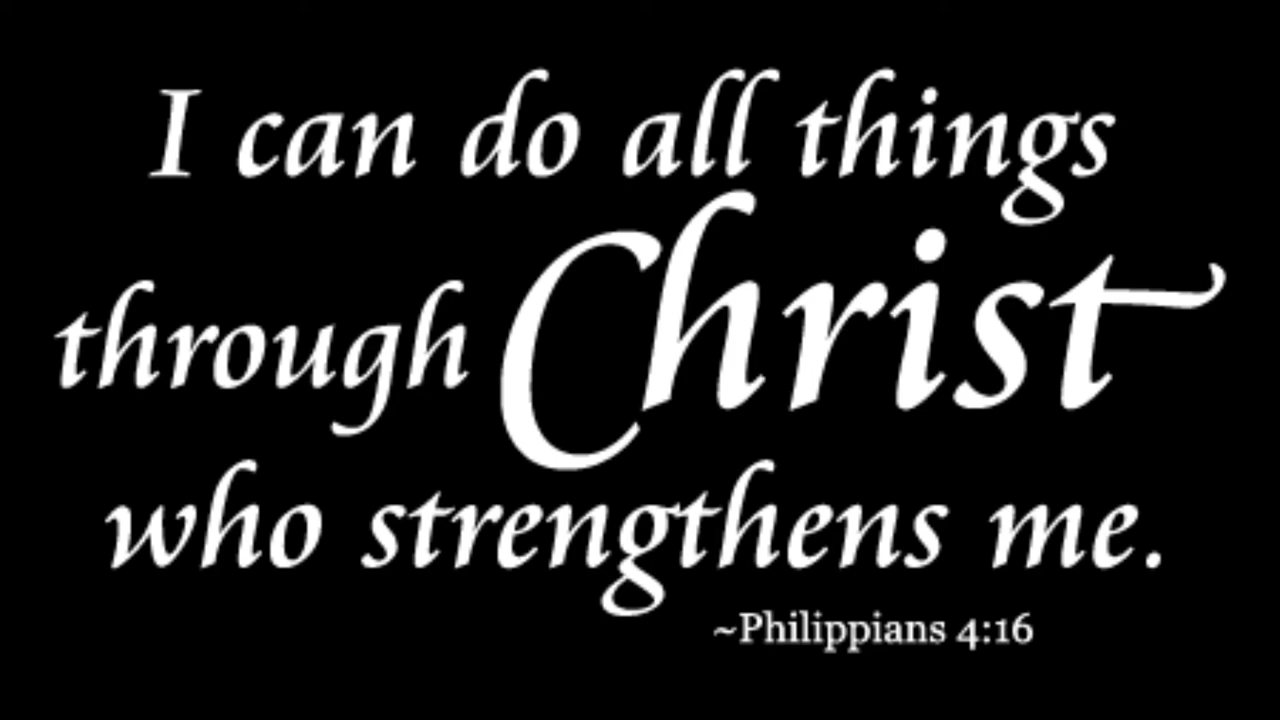 I can do all things
through Christ
who strengthens me.
~Philippians 4:16